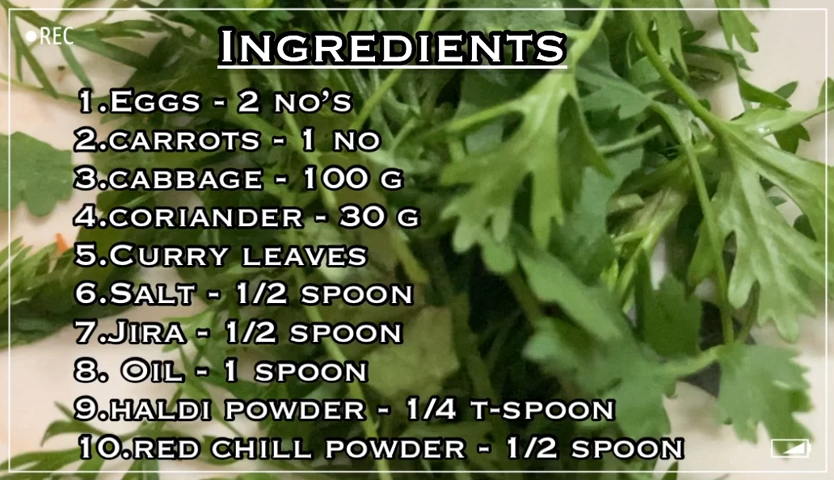 ●REC
INGREDIENTS
1.EGGS - 2 NO'S
2.CARROTS - 1 NO
3.CABBAGE - 100 G
4.CORIANDER - 30 G
5.CURRY LEAVES
6.SALT - 1/2 SPOON
7.JIRA - 1/2 SPOON
8. OIL - 1 SPOON
9.HALDI POWDER - 1/4 T-SPOON
10.RED CHILL POWDER - 1/2 SPOON